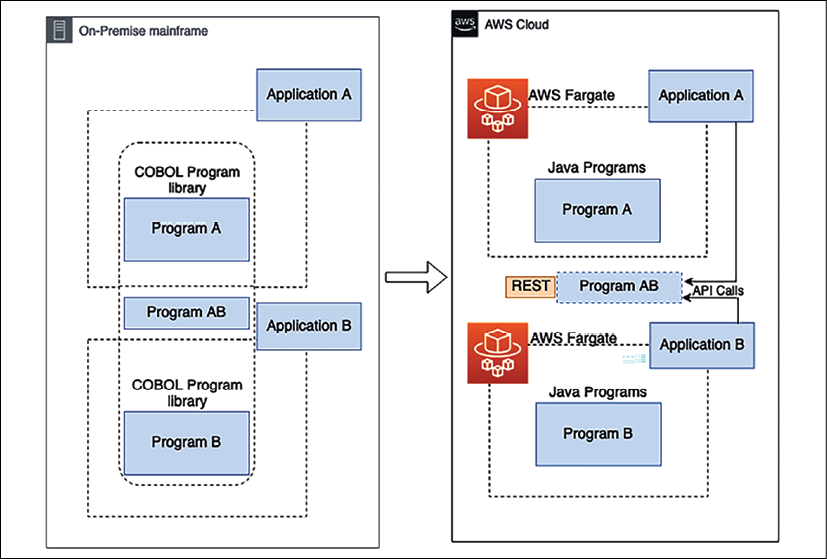 On-Premise mainframe
Application A
COBOL Program
library
Program A
Program AB
Application B
COBOL Program
library
Program B
aws
AWS Cloud
AWS Fargate
Application A
Java Programs
Program A
REST
Program AB
API Calls
AWS Fargate
Application B
Java Programs
Program B